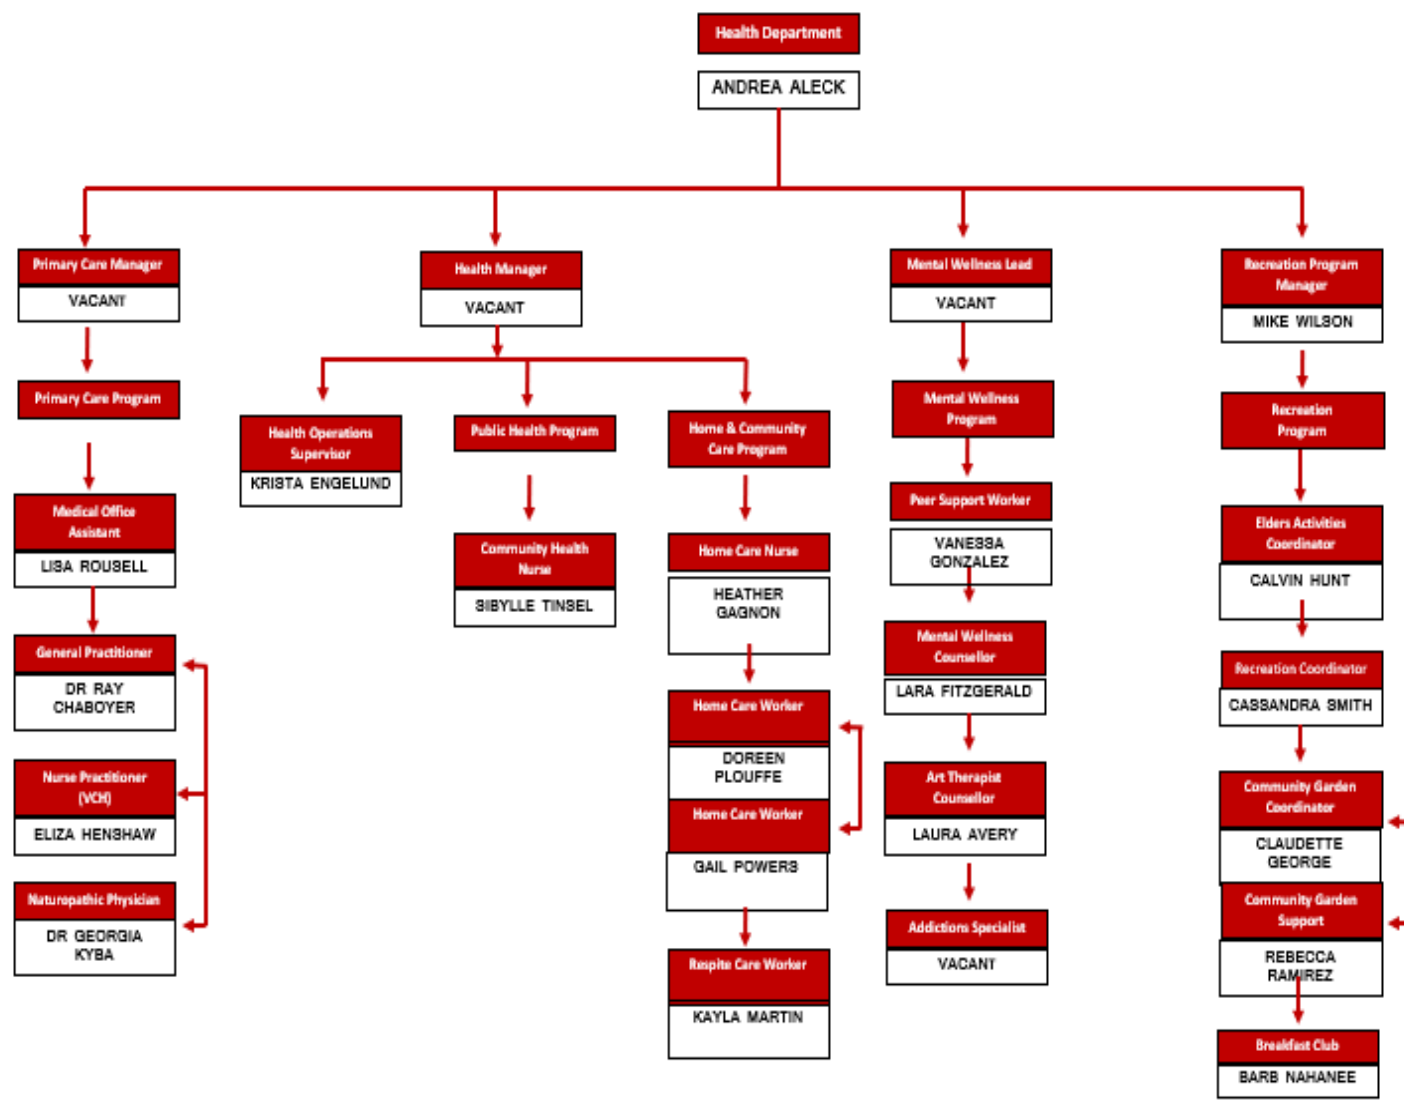 Health Department
ANDREA ALECK
Primary Care Manager
VACANT
Primary Care Program
Medical Office
Assistant
LISA ROUSELL
General Practitioner
DR RAY
CHABOYER
Nurse Practitioner
(VCH)
ELIZA HENSHAW
Naturopathic Physician
DR GEORGIA
KYBA
Health Manager
VACANT
Health Operations
Supervisor
KRISTA ENGELUND
Public Health Program
Community Health
Nurse
SIBYLLE TINSEL
Home & Community
Care Program
Home Care Nurse
HEATHER
GAGNON
Home Care Worker
DOREEN
PLOUFFE
Home Care Worker
GAIL POWERS
Respite Care Worker
KAYLA MARTIN
Mental Wellness Lead
VACANT
Mental Wellness
Program
Peer Support Worker
VANESSA
GONZALEZ
Mental Wellness
Counsellor
LARA FITZGERALD
Art Therapist
Counsellor
LAURA AVERY
Addictions Specialist
VACANT
Recreation Program
Manager
MIKE WILSON
Recreation
Program
Elders Activities
Coordinator
CALVIN HUNT
Recreation Coordinator
CASSANDRA SMITH
Community Garden
Coordinator
CLAUDETTE
GEORGE
Community Garden
Support
REBECCA
RAMIREZ
Breakfast Club
BARB NAHANEE